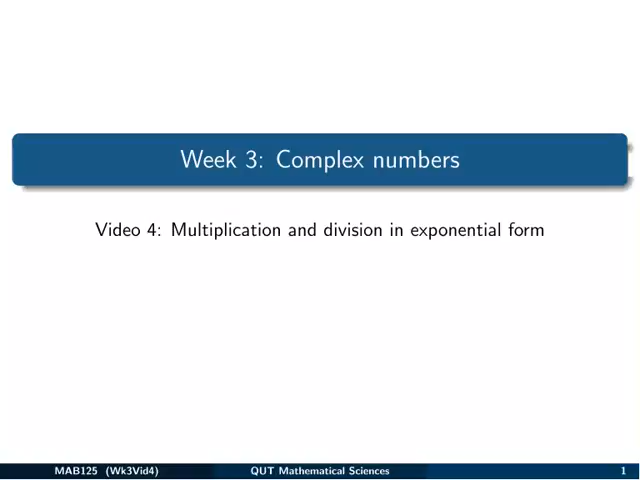 Week 3: Complex numbers
Video 4: Multiplication and division in exponential form
MAB125 (Wk3Vid4) QUT Mathematical Sciences 1